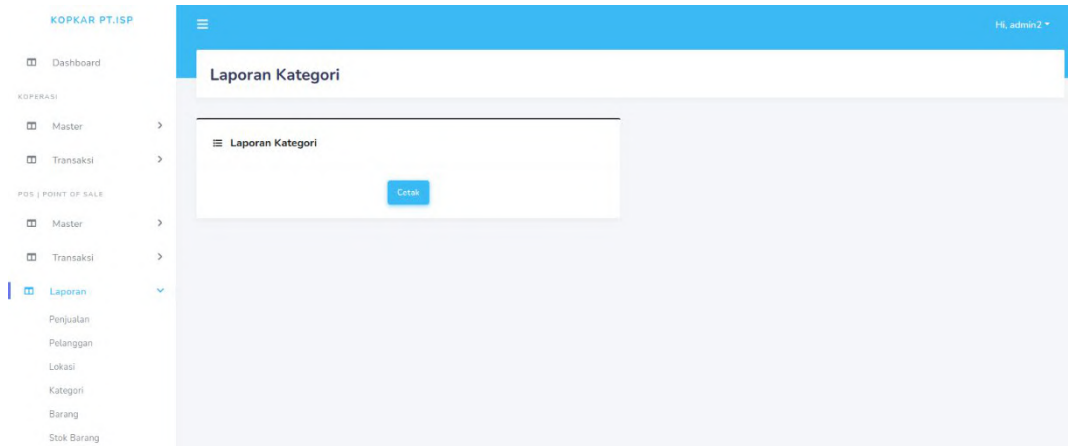 KOPKAR PT.ISP
Hi, admin2
Dashboard
Laporan Kategori
KOPERASI
Master
Transaksi
Laporan Kategori
Cetak
POS | POINT OF SALE
Master
Transaksi
Laporan
Penjualan
Pelanggan
Lokasi
Kategori
Barang
Stok Barang